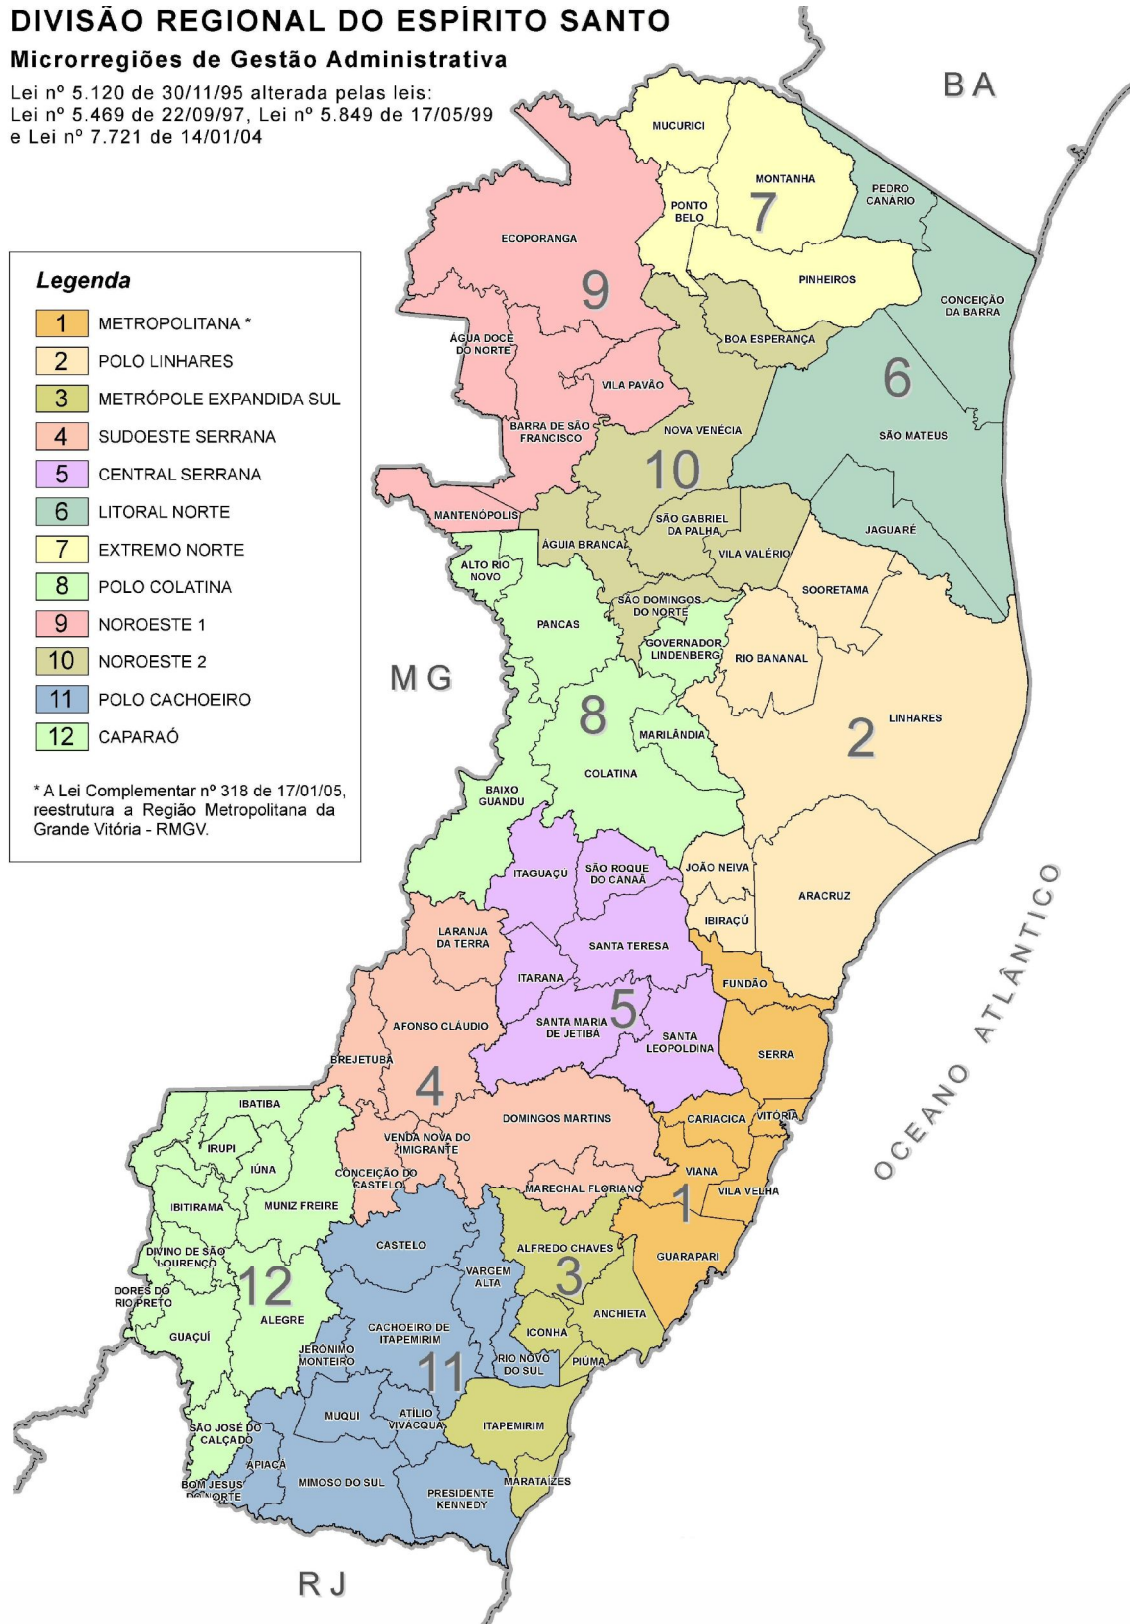 DIVISÃO REGIONAL DO ESPÍRITO SANTO
Microrregiões de Gestão Administrativa
Lei nº 5.120 de 30/11/95 alterada pelas leis:
Lei nº 5.469 de 22/09/97, Lei nº 5.849 de 17/05/99
e Lei nº 7.721 de 14/01/04
BA
MUCURICI
MONTANHA
7
PEDRO
CANÁRIO
PONTO
BELO
ECOPORANGA
9
PINHEIROS
CONCEIÇÃO
DA BARRA
ÁGUA DOCE
DO NORTE
BOA ESPERANÇA
VILA PAVÃO
6
BARRA DE SÃO
FRANCISCO
NOVA VENÉCIA
SÃO MATEUS
10
MANTENÓPOLIS
SÃO GABRIEL
DA PALHA
JAGUARÉ
ÁGUIA BRANCA
VILA VALÉRIO
ALTO RIO
NOVO
SOORETAMA
SÃO DOMINGOS
DO NORTE
PANCAS
GOVERNADOR
LINDENBERG
RIO BANANAL
MG
8
LINHARES
2
MARILÂNDIA
COLATINA
BAIXO
GUANDU
Legenda
1 METROPOLITANA *
2 POLO LINHARES
3 METRÓPOLE EXPANDIDA SUL
4 SUDOESTE SERRANA
5 CENTRAL SERRANA
6 LITORAL NORTE
7 EXTREMO NORTE
8 POLO COLATINA
9 NOROESTE 1
10 NOROESTE 2
11 POLO CACHOEIRO
12 CAPARAÓ
* A Lei Complementar nº 318 de 17/01/05,
reestrutura a Região Metropolitana da
Grande Vitória - RMGV.
ITAGUAÇÚ
SÃO ROQUE
DO CANAÃ
JOÃO NEIVA
ARACRUZ
IBIRAÇÚ
LARANJA
DA TERRA
SANTA TERESA
ITARANA
FUNDÃO
5
AFONSO CLÁUDIO
SANTA MARIA
DE JETIBÁ
SANTA
LEOPOLDINA
SERRA
BREJETUBA
4
OCEANO ATLÂNTICO
IBATIBA
DOMINGOS MARTINS
CARIACICA
VITÓRIA
IRUPI
VENDA NOVA DO
IMIGRANTE
IÚNA
CONCEIÇÃO DO
CASTELO
VIANA
MARECHAL FLORIANO
VILA VELHA
1
IBITIRAMA
MUNIZ FREIRE
CASTELO
ALFREDO CHAVES
GUARAPARI
DIVINO DE SÃO
LOURENÇO
VARGEM
ALTA
3
12
DORES DO
RIO PRETO
ALEGRE
ANCHIETA
GUAÇUÍ
CACHOEIRO DE
ITAPEMIRIM
ICONHA
JERÔNIMO
MONTEIRO
RIO NOVO
DO SUL
PIÚMA
11
MUQUI
ATÍLIO
VIVÁCQUA
ITAPEMIRIM
SÃO JOSÉ DO
CALÇADO
APIACÁ
BOM JESUS
DO NORTE
MIMOSO DO SUL
PRESIDENTE
KENNEDY
MARATAÍZES
RJ